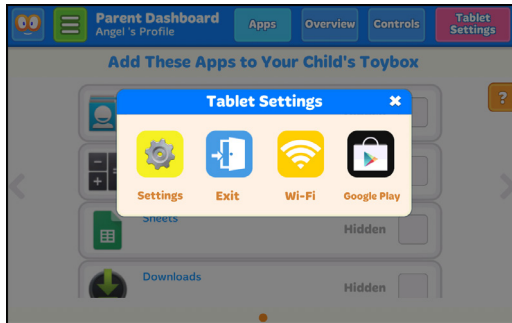 Parent Dashboard
Angel 's Profile
Apps
Overview
Controls
Tablet
Settings
Add These Apps to Your Child's Toybox
?
Tablet Settings
Settings
Exit
Wi-Fi
Google Play
Sheets
Hidden
Downloads
Hidden